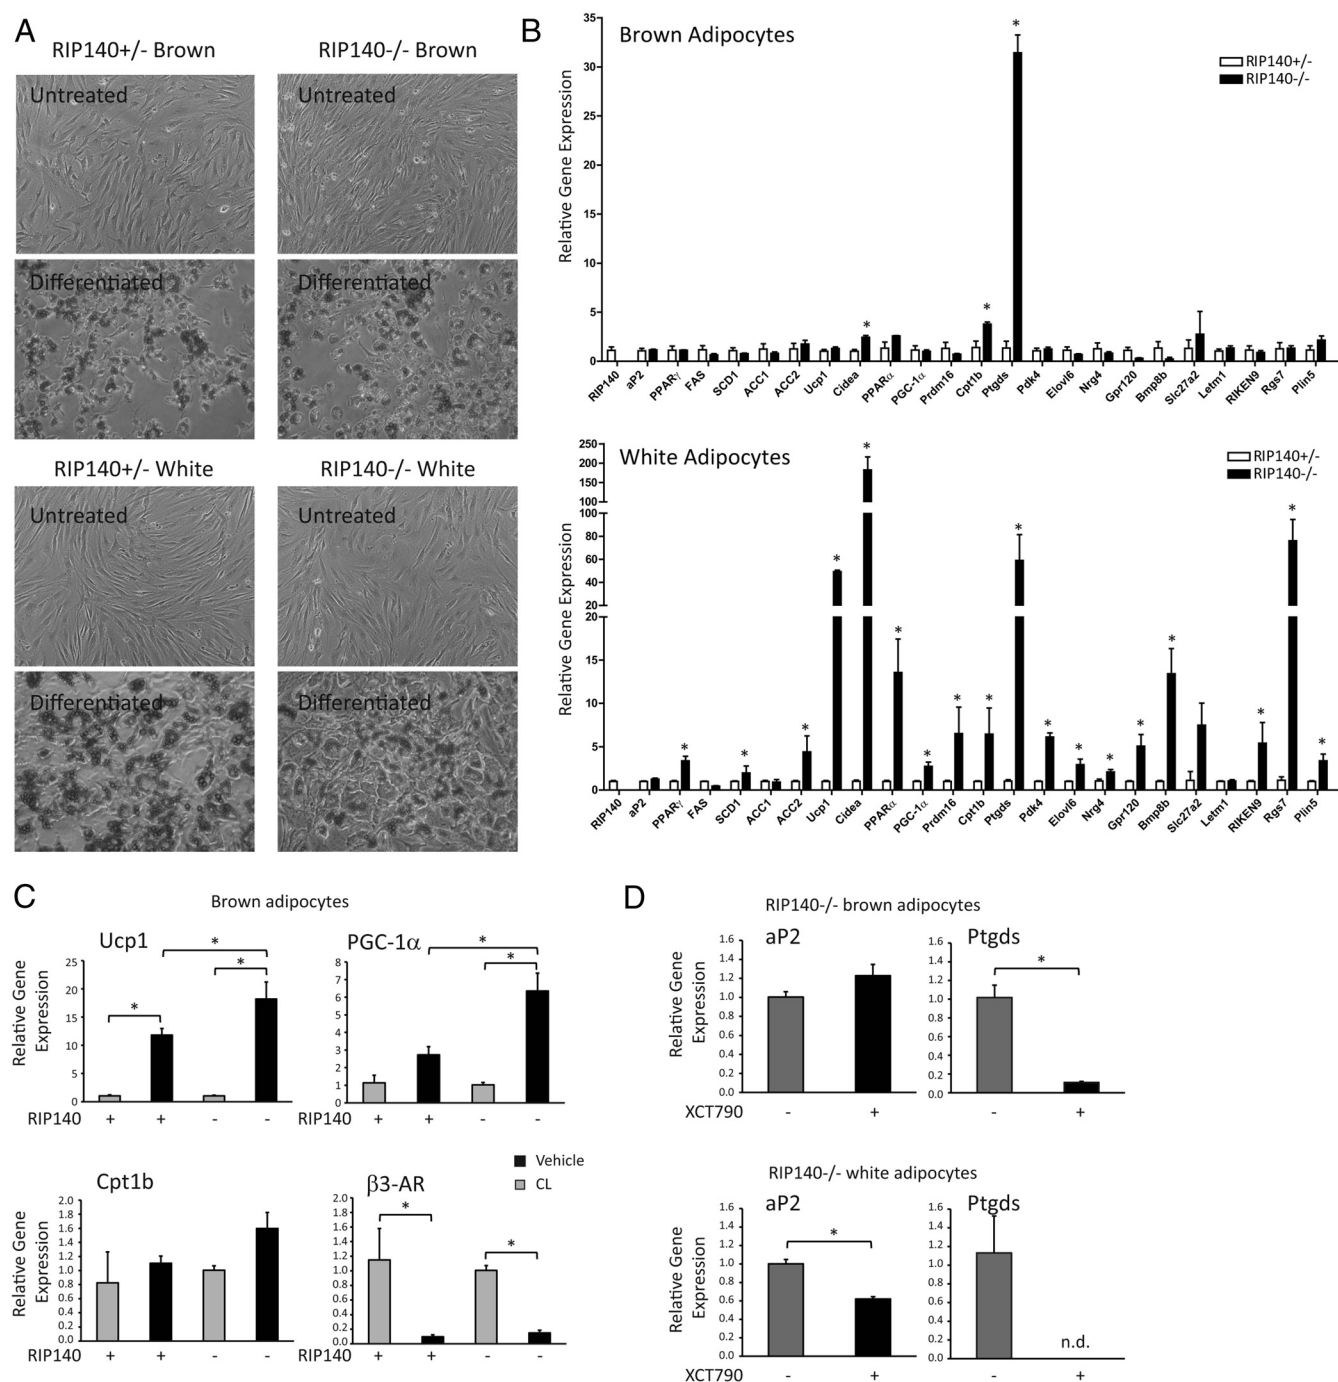 A
RIP140+/- Brown
RIP140-/- Brown
Untreated
Untreated
Differentiated
Differentiated
RIP140+/- White
RIP140-/- White
Untreated
Untreated
Differentiated
Differentiated
B
Brown Adipocytes
RIP140+/-
RIP140-/-
Relative Gene Expression
35
30
25
20
15
10
5
0
* * * *
RIP140 aP2 PPARγ FAS SCD1 ACC1 ACC2 Ucp1 Cidea PPARα PGC-1α Prdm16 Cpt1b Ptgds Pdk4 Elovl6 Nrg4 Gpr120 Bmp8b Slc27a2 Letm1 RIKEN9 Rgs7 Plin5
White Adipocytes
RIP140+/-
RIP140-/-
Relative Gene Expression
250
200
150
100
100
80
60
40
20
20
15
10
5
0
* * * * * * * * * * * * * * * * * *
RIP140 aP2 PPARγ FAS SCD1 ACC1 ACC2 Ucp1 Cidea PPARα PGC-1α Prdm16 Cpt1b Ptgds Pdk4 Elovl6 Nrg4 Gpr120 Bmp8b Slc27a2 Letm1 RIKEN9 Rgs7 Plin5
C
Brown adipocytes
Ucp1
Relative Gene
Expression
25
20
15
10
5
0
* * *
RIP140 + + - -
PGC-1α
8
7
6
5
4
3
2
1
0
* *
RIP140 + + - -
Vehicle
CL
Cpt1b
Relative Gene
Expression
2.0
1.8
1.6
1.4
1.2
1.0
0.8
0.6
0.4
0.2
0.0
RIP140 + + - -
β3-AR
2.0
1.8
1.6
1.4
1.2
1.0
0.8
0.6
0.4
0.2
0.0
* *
RIP140 + + - -
D
RIP140-/- brown adipocytes
aP2
Relative Gene
Expression
1.6
1.4
1.2
1.0
0.8
0.6
0.4
0.2
0.0
XCT790 - +
Ptgds
1.6
1.4
1.2
1.0
0.8
0.6
0.4
0.2
0.0
*
- +
RIP140-/- white adipocytes
aP2
Relative Gene
Expression
1.6
1.4
1.2
1.0
0.8
0.6
0.4
0.2
0.0
*
XCT790 - +
Ptgds
1.6
1.4
1.2
1.0
0.8
0.6
0.4
0.2
0.0
n.d.
- +